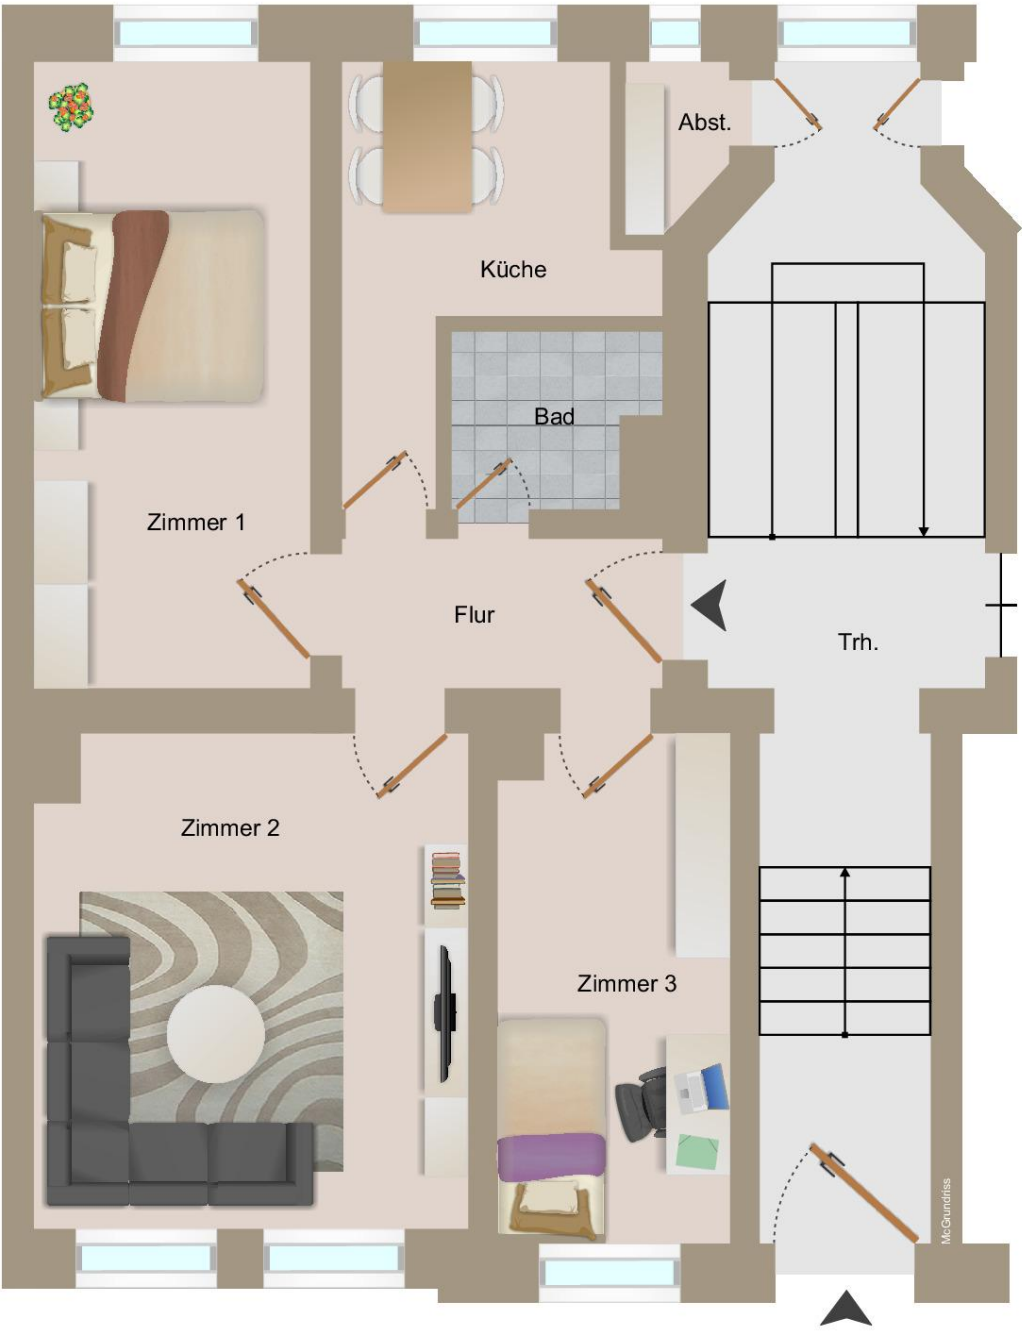 Abst.
Küche
Bad
Zimmer 1
Flur
Trh.
Zimmer 2
Zimmer 3
McGrundriss